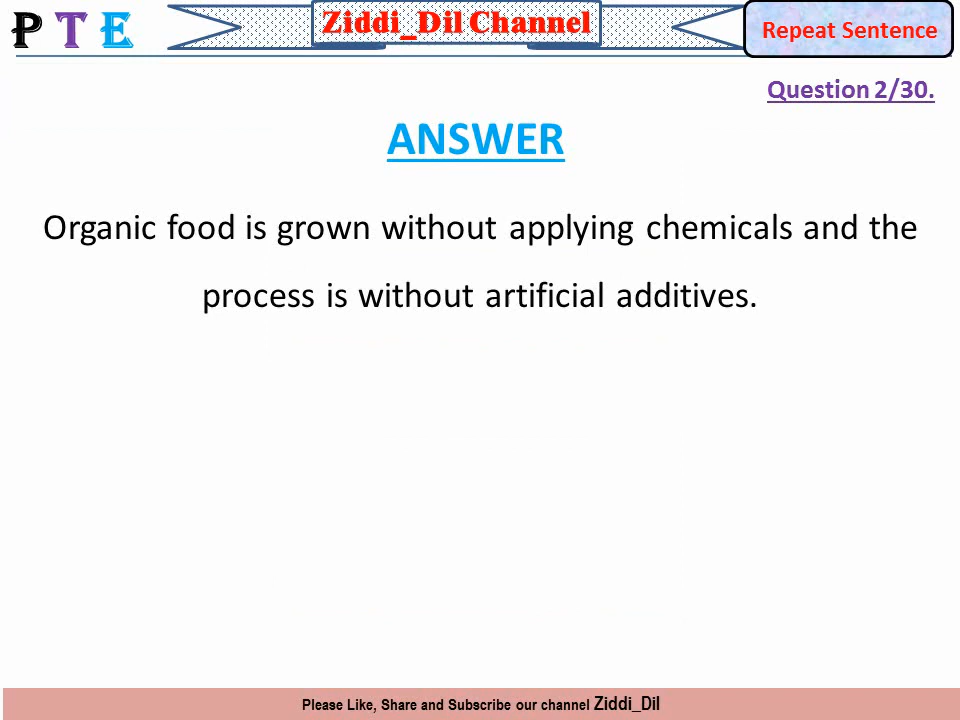 PTE
Ziddi_Dil Channel
Repeat Sentence
Question 2/30.
ANSWER
Organic food is grown without applying chemicals and the
process is without artificial additives.
Please Like, Share and Subscribe our channel Ziddi_Dil